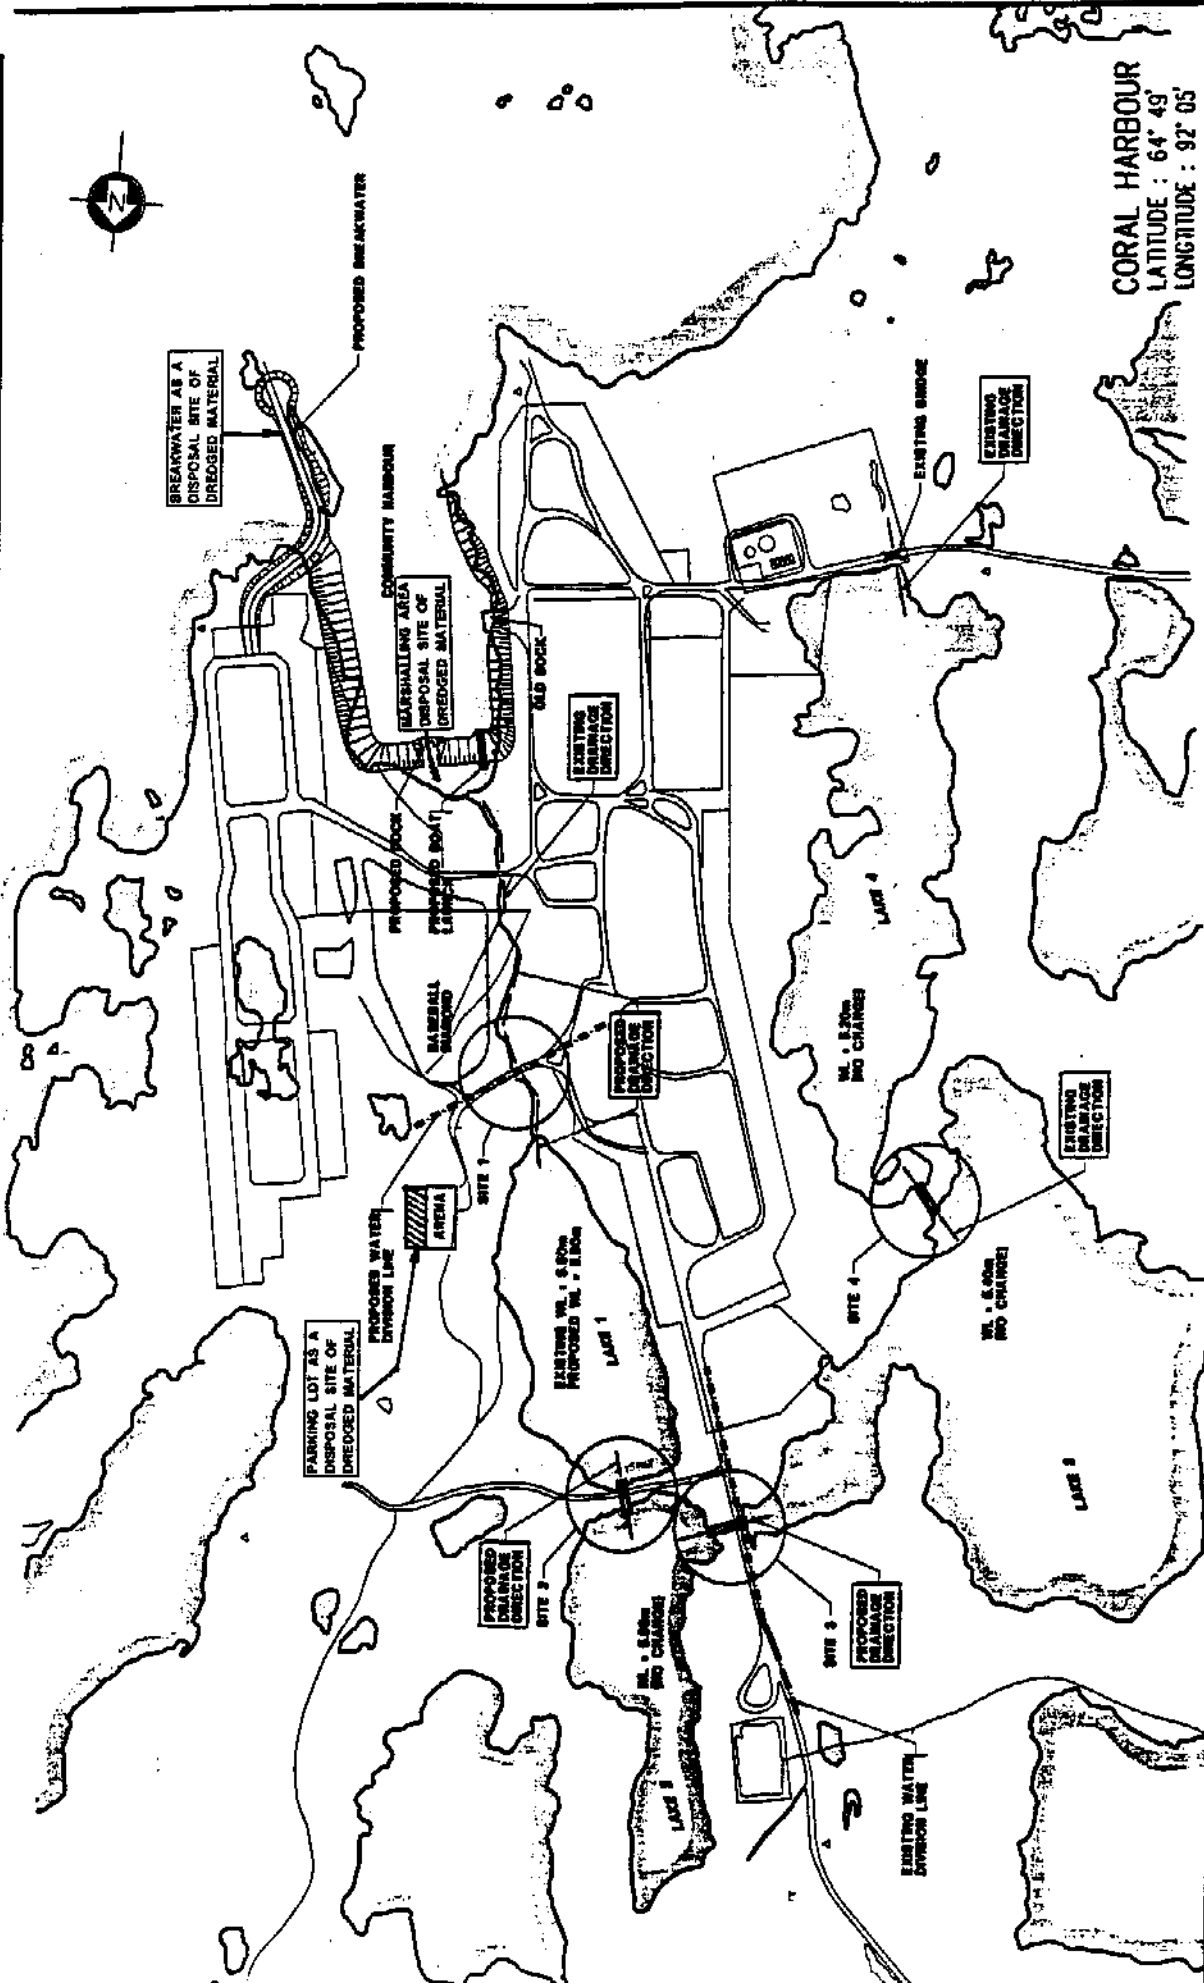 N
BREAKWATER AS A
DISPOSAL SITE OF
DREDGED MATERIAL
PROPOSED BREAKWATER
COMMUNITY HARBOUR
MARSHALLING AREA
DISPOSAL SITE OF
DREDGED MATERIAL
OLD DOCK
EXISTING
DRAINAGE
DIRECTION
PROPOSED DOCK
PROPOSED BOAT
LAUNCH
BASEBALL
DIAMOND
PROPOSED
DRAINAGE
DIRECTION
SITE 1
PROPOSED WATER
DIVISION LINE
ARENA
PARKING LOT AS A
DISPOSAL SITE OF
DREDGED MATERIAL
LAKE 1
PROPOSED
DRAINAGE
DIRECTION
SITE 2
(NO CHANGE)
LAKE
SITE 3
PROPOSED
DRAINAGE
DIRECTION
EXISTING WATER
DIVISION LINE
SITE 4
EXISTING
DRAINAGE
DIRECTION
(NO CHANGE)
LAKE
(NO CHANGE)
LAKE 4
EXISTING BRIDGE
EXISTING
DRAINAGE
DIRECTION
CORAL HARBOUR
LATITUDE : 64° 49'
LONGTITUDE : 92° 05'